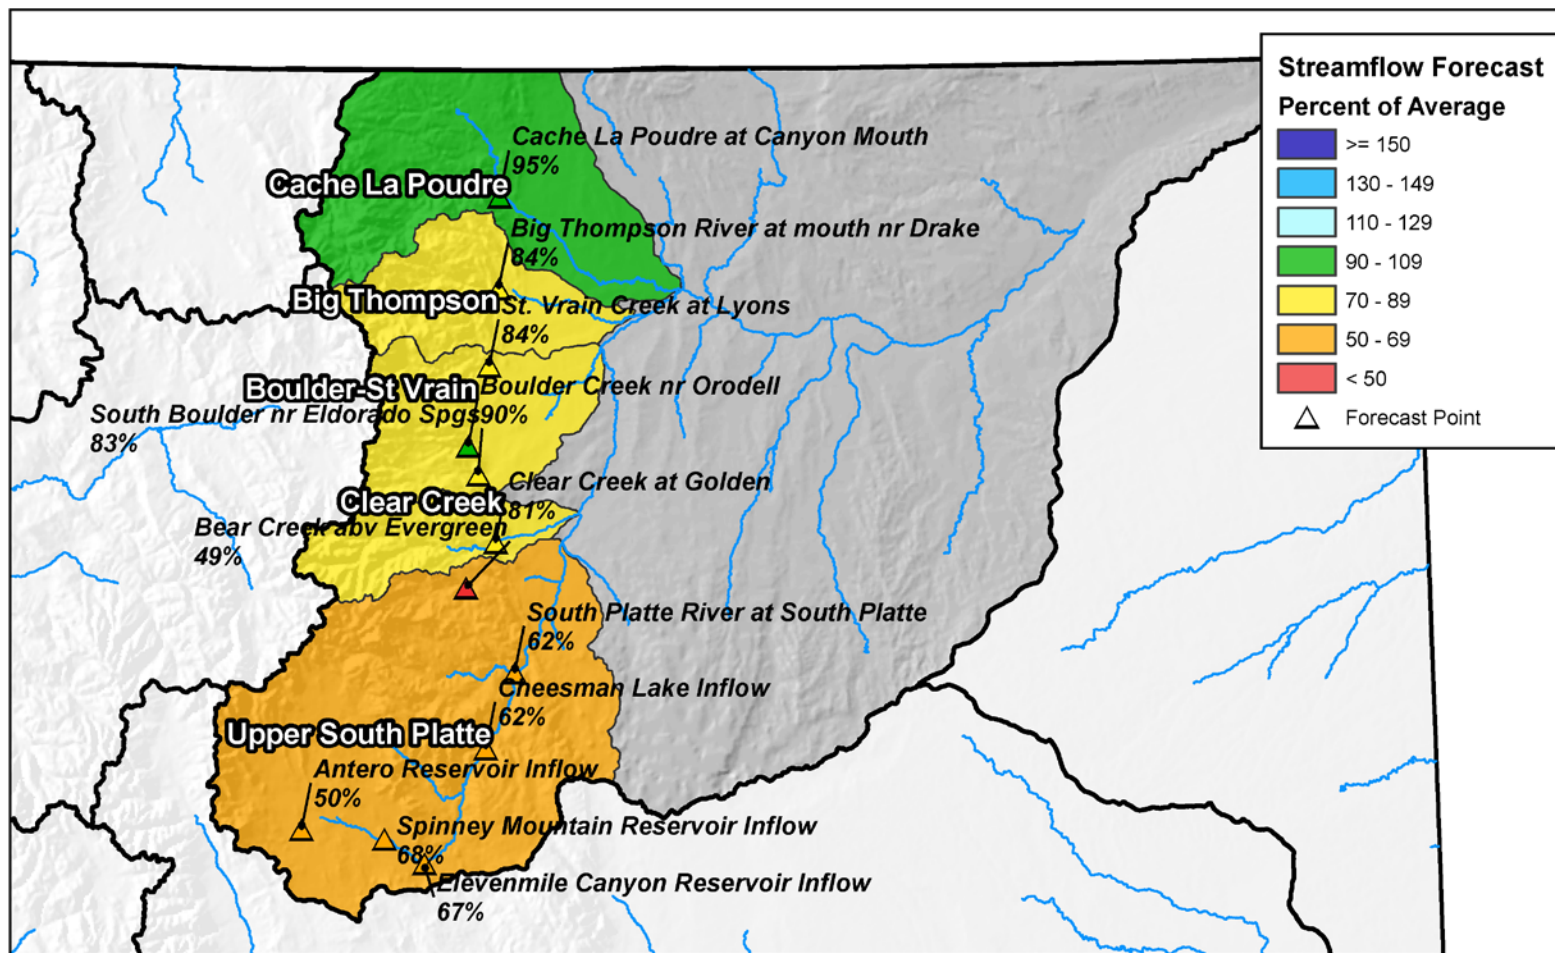 Streamflow Forecast
Percent of Average
>= 150
130 - 149
110 - 129
90 - 109
70 - 89
50 - 69
< 50
Forecast Point
Cache La Poudre at Canyon Mouth
95%
Cache La Poudre
Big Thompson River at mouth nr Drake
84%
Big Thompson
St. Vrain Creek at Lyons
84%
Boulder-St Vrain
Boulder Creek nr Orodell
90%
South Boulder nr Eldorado Spgs
83%
Clear Creek at Golden
81%
Clear Creek
Bear Creek abv Evergreen
49%
South Platte River at South Platte
62%
Cheesman Lake Inflow
62%
Upper South Platte
Antero Reservoir Inflow
50%
Spinney Mountain Reservoir Inflow
68%
Elevenmile Canyon Reservoir Inflow
67%